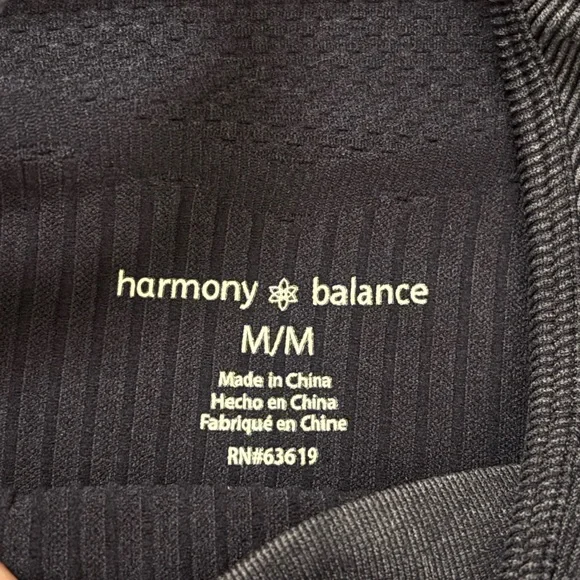 harmony balance
M/M
Made in China
Hecho en China
Fabriqué en Chine
RN#63619